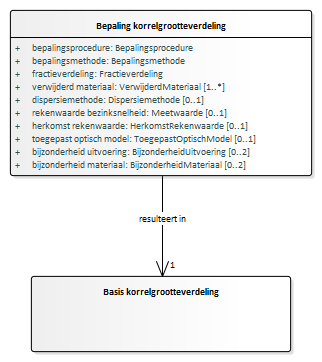 Bepaling korrelgrootteverdeling
+ bepalingsprocedure: Bepalingsprocedure
+ bepalingsmethode: Bepalingsmethode
+ fractieverdeling: Fractieverdeling
+ verwijderd materiaal: VerwijderdMateriaal [1..*]
+ dispersiemethode: Dispersiemethode [0..1]
+ rekenwaarde bezinksnelheid: Meetwaarde [0..1]
+ herkomst rekenwaarde: HerkomstRekenwaarde [0..1]
+ toegepast optisch model: ToegepastOptischModel [0..1]
+ bijzonderheid uitvoering: BijzonderheidUitvoering [0..2]
+ bijzonderheid materiaal: BijzonderheidMateriaal [0..2]
resulteert in
1
Basis korrelgrootteverdeling